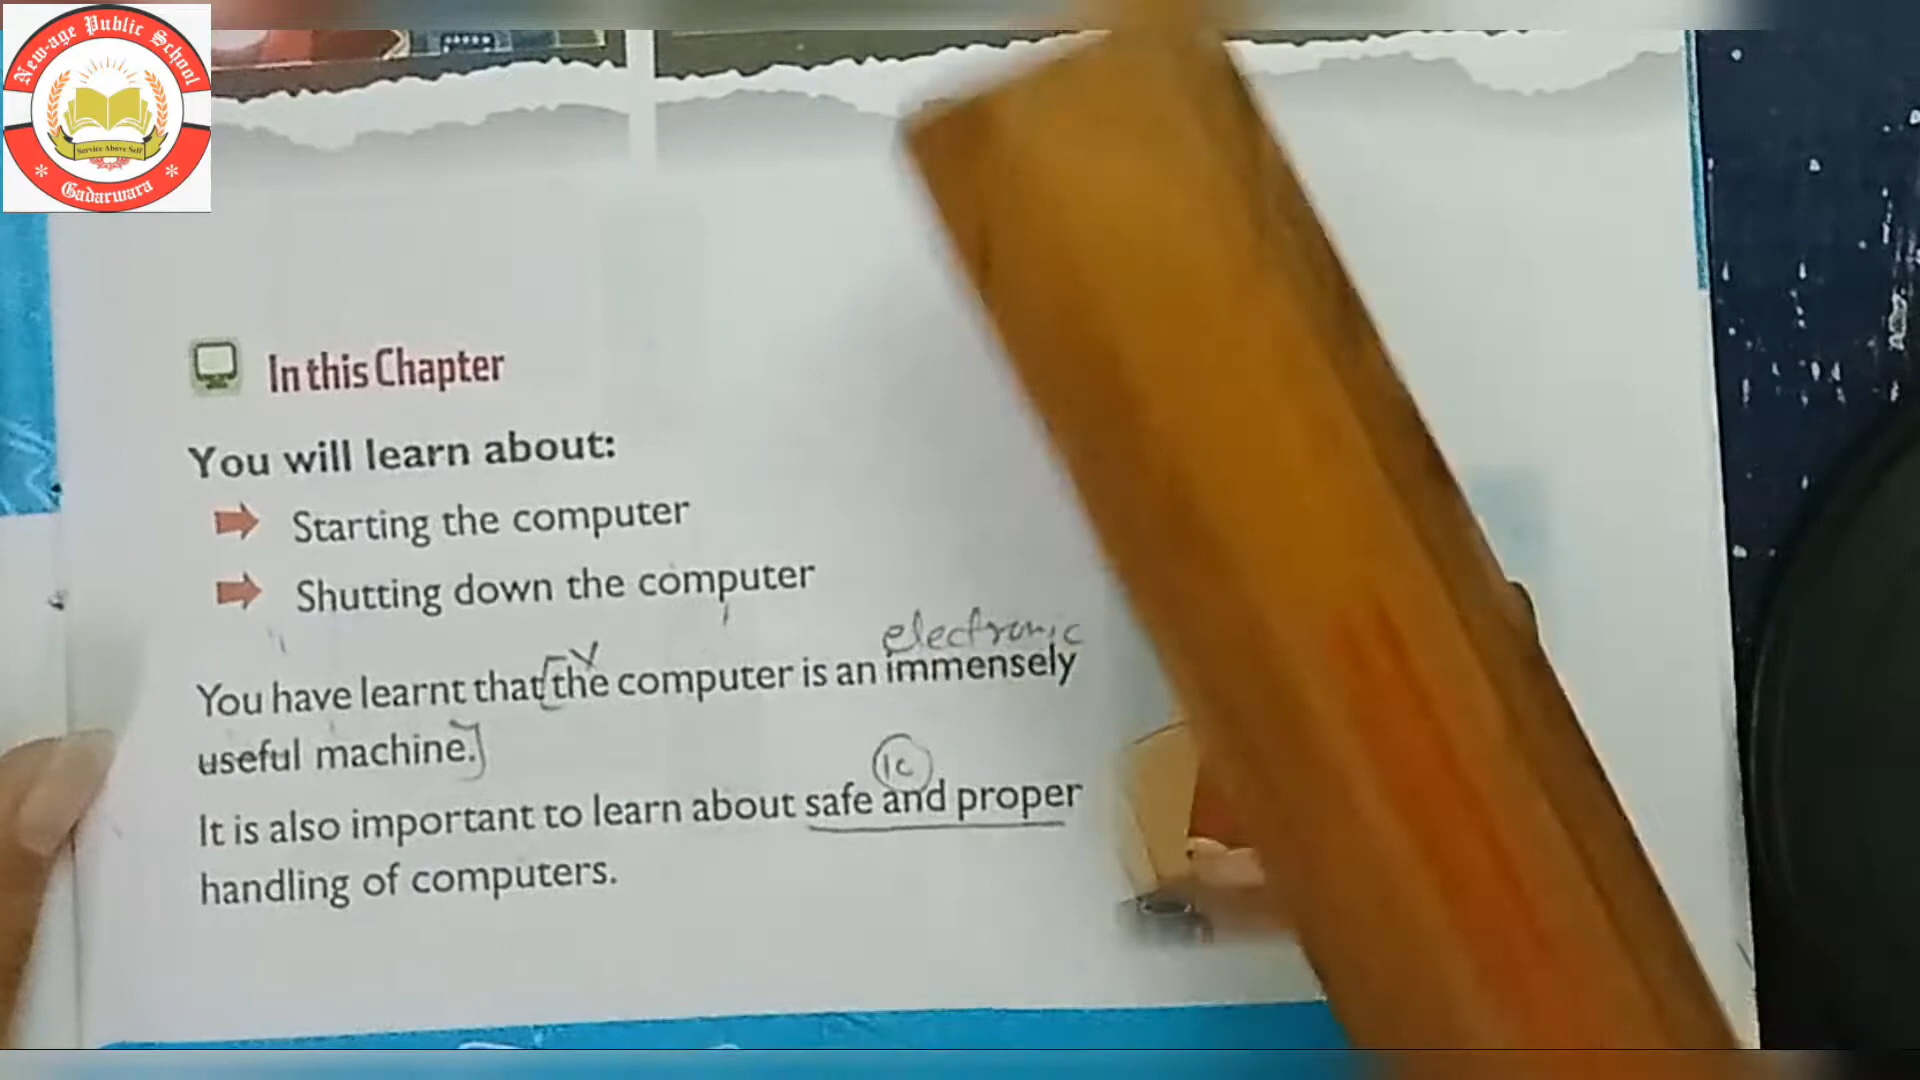 New-age Public School
Service Above Self
Gadarwara
In this Chapter
You will learn about:
Starting the computer
Shutting down the computer
electronic
You have learnt that the computer is an immensely
useful machine.
1c
It is also important to learn about safe and proper
handling of computers.